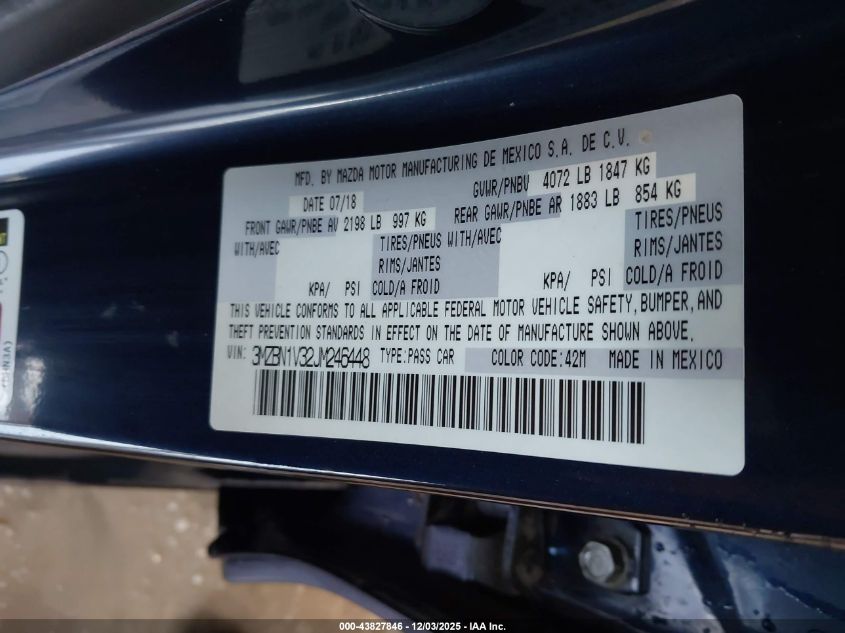 MFD. BY MAZDA MOTOR MANUFACTURING DE MEXICO S.A. DE C.V.
DATE 07/18 GVWR/PNBV 4072 LB 1847 KG
FRONT GAWR/PNBE AV 2198 LB 997 KG REAR GAWR/PNBE AR 1883 LB 854 KG
WITH/AVEC TIRES/PNEUS WITH/AVEC TIRES/PNEUS
RIMS/JANTES RIMS/JANTES
KPA/ PSI COLD/A FROID KPA/ PSI COLD/A FROID
THIS VEHICLE CONFORMS TO ALL APPLICABLE FEDERAL MOTOR VEHICLE SAFETY, BUMPER, AND
THEFT PREVENTION STANDARDS IN EFFECT ON THE DATE OF MANUFACTURE SHOWN ABOVE.
VIN: 3MZBN1V32JM246448 TYPE:PASS CAR COLOR CODE:42M MADE IN MEXICO
000-43827846 - 12/03/2025 - IAA Inc.